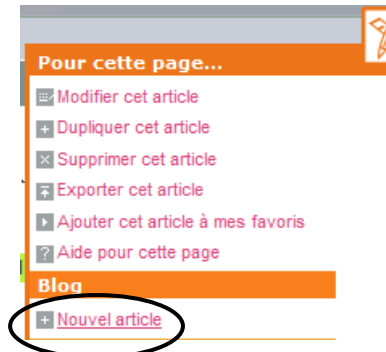 Pour cette page...
Modifier cet article
Dupliquer cet article
Supprimer cet article
Exporter cet article
Ajouter cet article à mes favoris
Aide pour cette page
Blog
Nouvel article